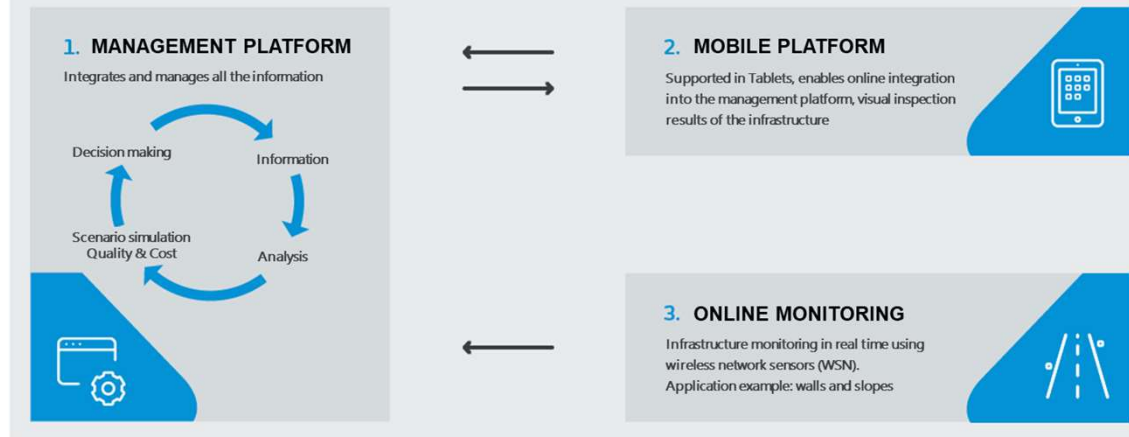 1. MANAGEMENT PLATFORM
Integrates and manages all the information
Decision making
Information
Scenario simulation
Quality & Cost
Analysis
2. MOBILE PLATFORM
Supported in Tablets, enables online integration
into the management platform, visual inspection
results of the infrastructure
3. ONLINE MONITORING
Infrastructure monitoring in real time using
wireless network sensors (WSN).
Application example: walls and slopes